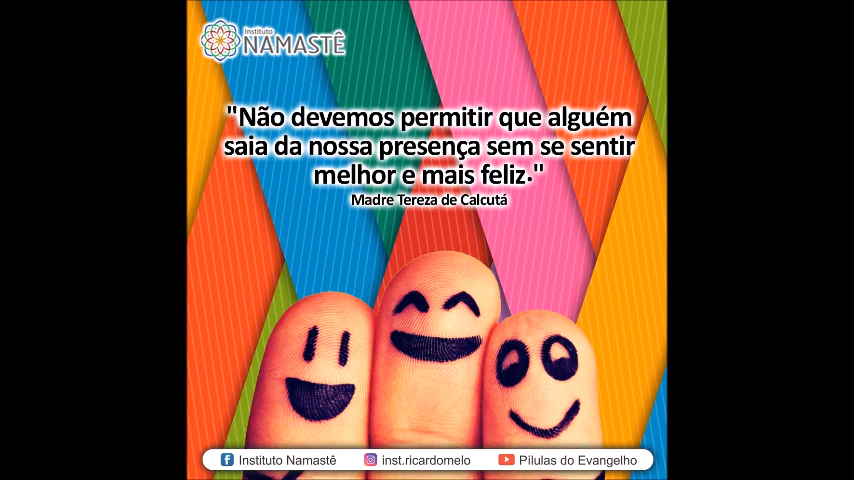 Instituto
NAMASTÊ
"Não devemos permitir que alguém
saia da nossa presença sem se sentir
melhor e mais feliz."
Madre Tereza de Calcutá
Instituto Namastê inst.ricardomelo Pílulas do Evangelho